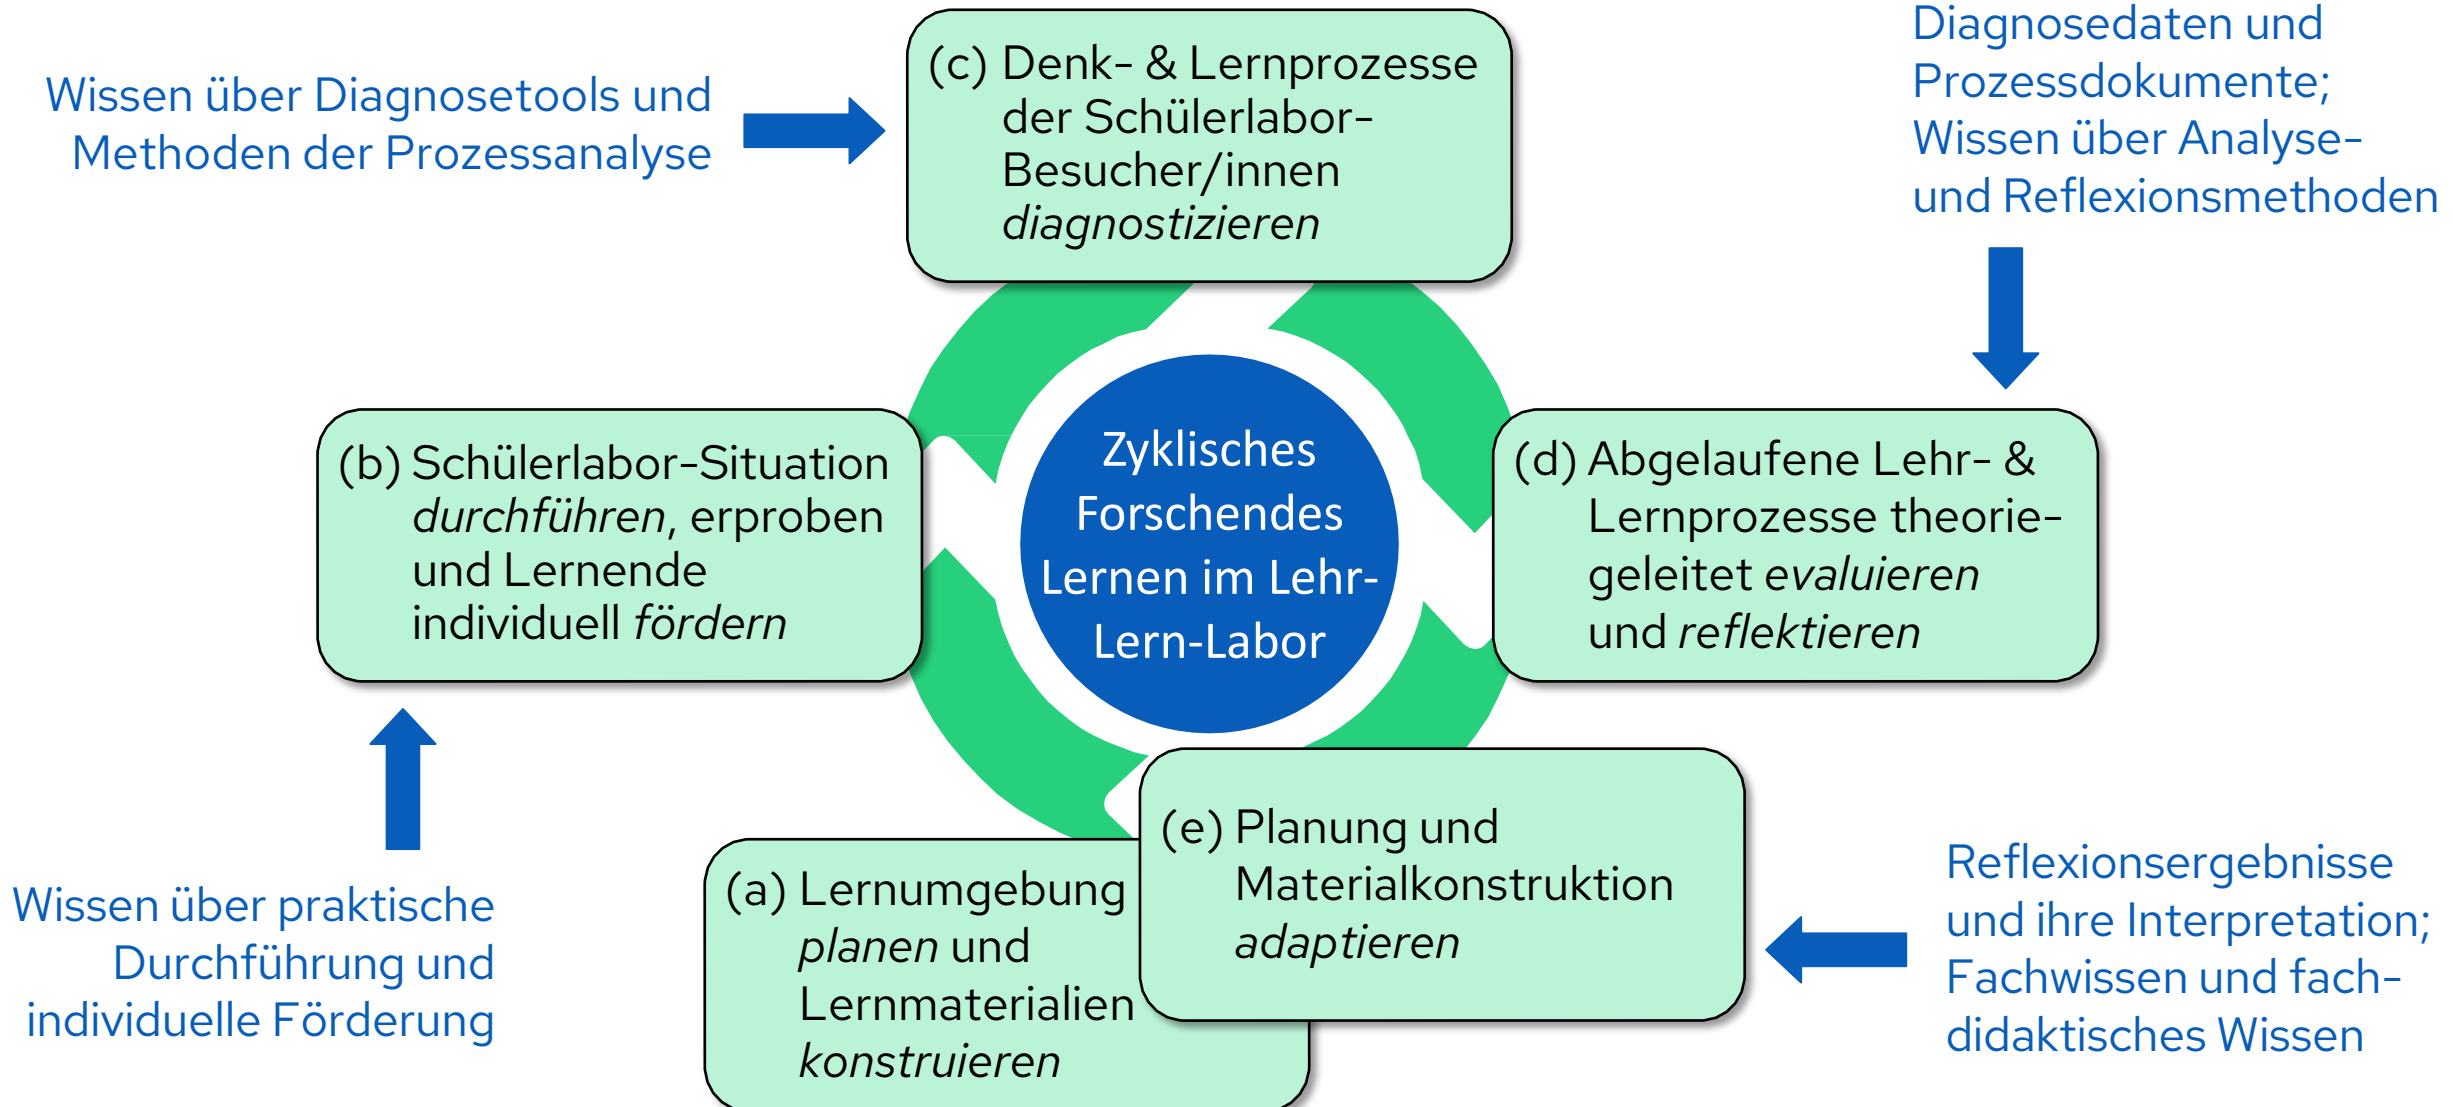 Wissen über Diagnosetools und
Methoden der Prozessanalyse
(c) Denk- & Lernprozesse
der Schülerlabor-
Besucher/innen
diagnostizieren
Diagnosedaten und
Prozessdokumente;
Wissen über Analyse-
und Reflexionsmethoden
(b) Schülerlabor-Situation
durchführen, erproben
und Lernende
individuell fördern
Zyklisches
Forschendes
Lernen im Lehr-
Lern-Labor
(d) Abgelaufene Lehr- &
Lernprozesse theorie-
geleitet evaluieren
und reflektieren
Wissen über praktische
Durchführung und
individuelle Förderung
(a) Lernumgebung
planen und
Lernmaterialien
konstruieren
(e) Planung und
Materialkonstruktion
adaptieren
Reflexionsergebnisse
und ihre Interpretation;
Fachwissen und fach-
didaktisches Wissen